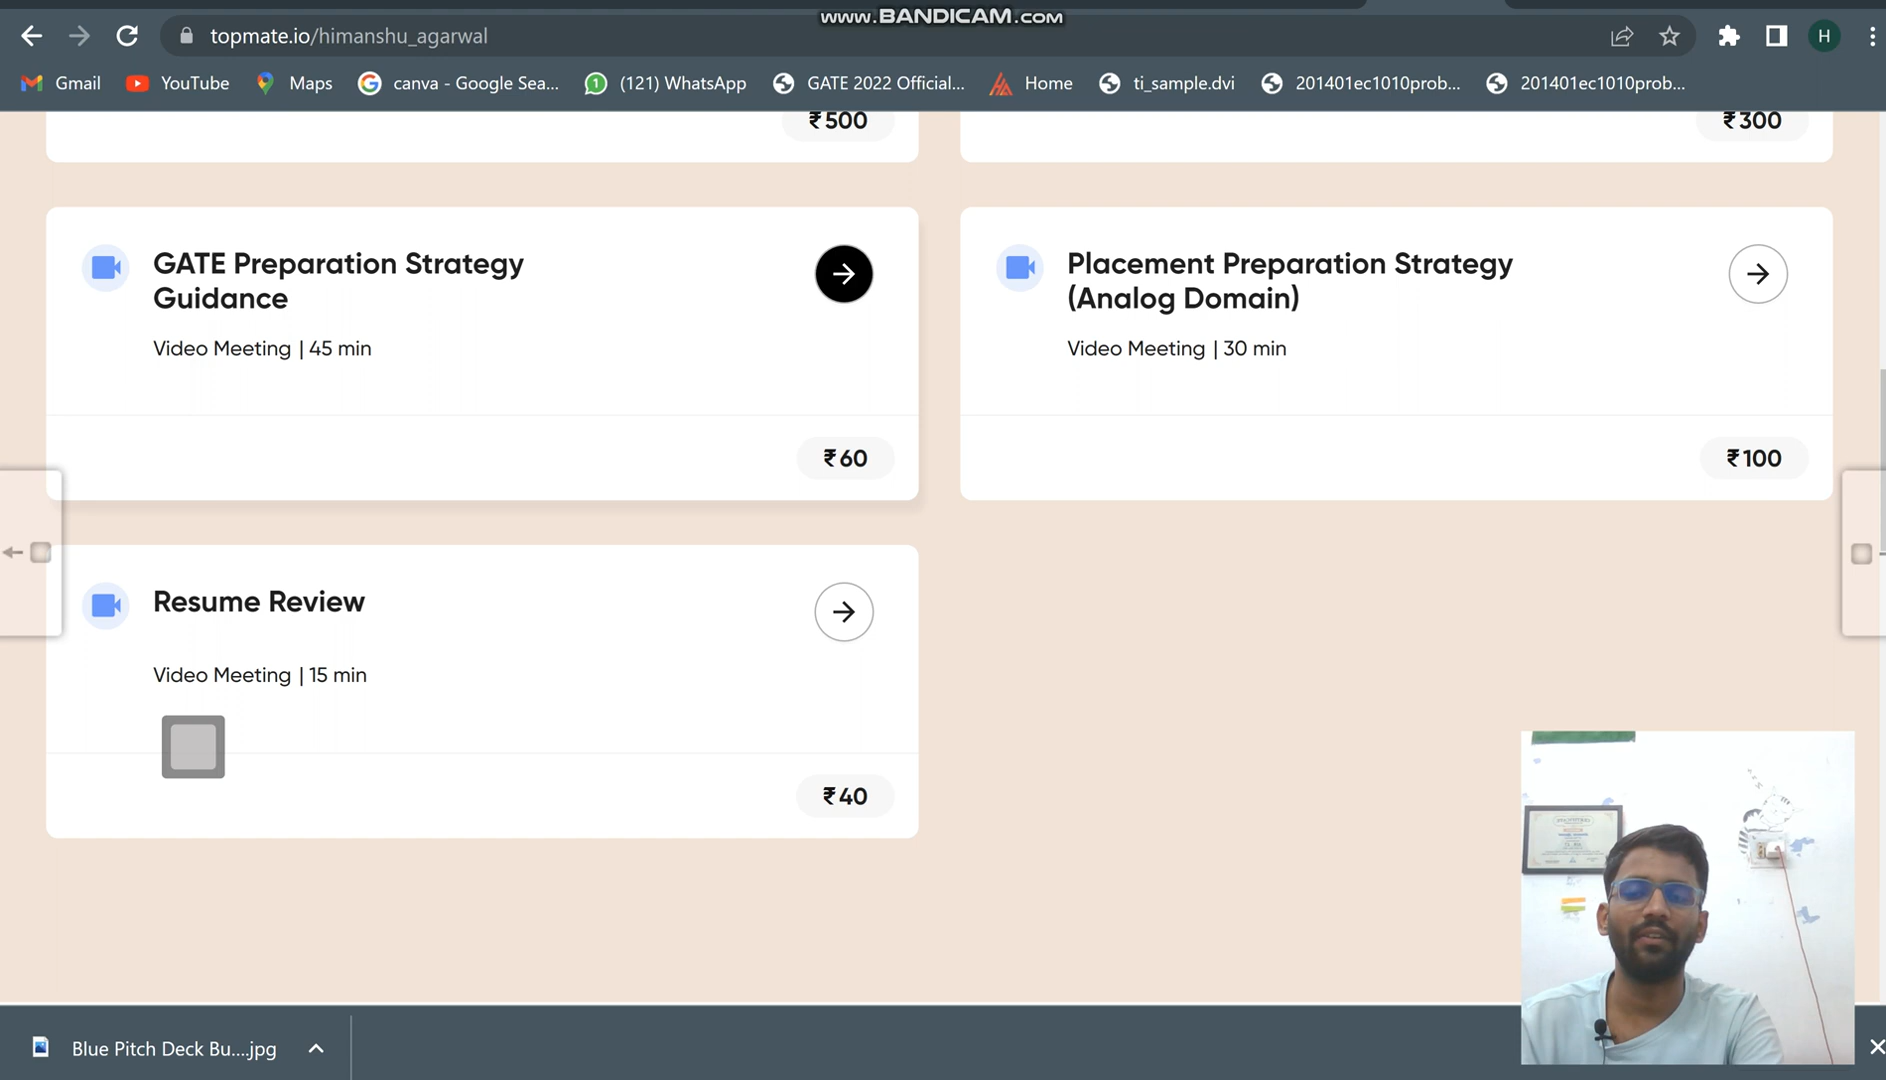 www.BANDICAM.com
topmate.io/himanshu_agarwal
H
Gmail
YouTube
Maps
canva - Google Sea...
(121) WhatsApp
GATE 2022 Official...
Home
ti_sample.dvi
201401ec1010prob...
201401ec1010prob...
₹500
₹300
GATE Preparation Strategy
Guidance
Video Meeting | 45 min
₹60
Placement Preparation Strategy
(Analog Domain)
Video Meeting | 30 min
₹100
Resume Review
Video Meeting | 15 min
₹40
Blue Pitch Deck Bu....jpg